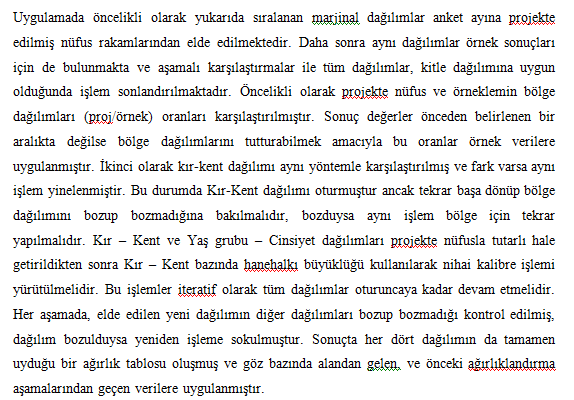 Uygulamada öncelikli olarak yukarıda sıralanan marjinal dağılımlar anket ayına projekte
edilmiş nüfus rakamlarından elde edilmektedir. Daha sonra aynı dağılımlar örnek sonuçları
için de bulunmakta ve aşamalı karşılaştırmalar ile tüm dağılımlar, kitle dağılımına uygun
olduğunda işlem sonlandırılmaktadır. Öncelikli olarak projekte nüfus ve örneklemin bölge
dağılımları (proj/örnek) oranları karşılaştırılmıştır. Sonuç değerler önceden belirlenen bir
aralıkta değilse bölge dağılımlarını tutturabilmek amacıyla bu oranlar örnek verilere
uygulanmıştır. İkinci olarak kır-kent dağılımı aynı yöntemle karşılaştırılmış ve fark varsa aynı
işlem yinelenmiştir. Bu durumda Kır-Kent dağılımı oturmuştur ancak tekrar başa dönüp bölge
dağılımını bozup bozmadığına bakılmalıdır, bozduysa aynı işlem bölge için tekrar
yapılmalıdır. Kır – Kent ve Yaş grubu – Cinsiyet dağılımları projekte nüfusla tutarlı hale
getirildikten sonra Kır – Kent bazında hanehalkı büyüklüğü kullanılarak nihai kalibre işlemi
yürütülmelidir. Bu işlemler iteratif olarak tüm dağılımlar oturuncaya kadar devam etmelidir.
Her aşamada, elde edilen yeni dağılımın diğer dağılımları bozup bozmadığı kontrol edilmiş,
dağılım bozulduysa yeniden işleme sokulmuştur. Sonuçta her dört dağılımın da tamamen
uyduğu bir ağırlık tablosu oluşmuş ve göz bazında alandan gelen, ve önceki ağırlıklandırma
aşamalarından geçen verilere uygulanmıştır.